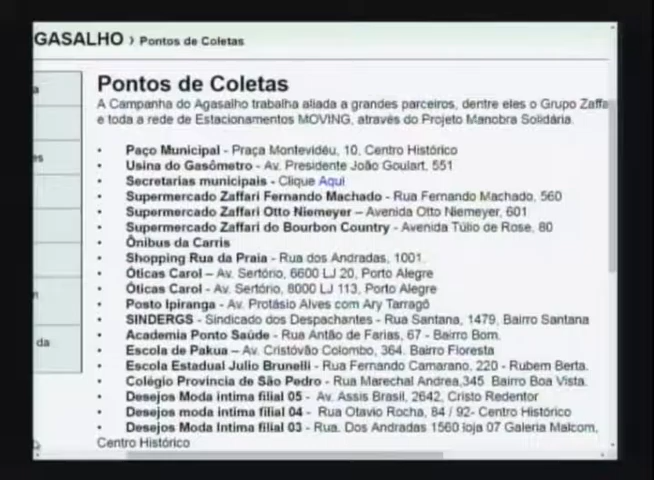 GASALHO › Pontos de Coletas
Pontos de Coletas
A Campanha do Agasalho trabalha aliada a grandes parceiros, dentre eles o Grupo Zaffa
e toda a rede de Estacionamentos MOVING, através do Projeto Manobra Solidária.
• Paço Municipal - Praça Montevidéu, 10, Centro Histórico
• Usina do Gasômetro - Av. Presidente João Goulart, 551
• Secretarias municipais - Clique Aqui
• Supermercado Zaffari Fernando Machado - Rua Fernando Machado, 560
• Supermercado Zaffari Otto Niemeyer – Avenida Otto Niemeyer, 601
• Supermercado Zaffari do Bourbon Country - Avenida Túlio de Rose, 80
• Ônibus da Carris
• Shopping Rua da Praia - Rua dos Andradas, 1001
• Óticas Carol – Av. Sertório, 6600 LJ 20, Porto Alegre
• Óticas Carol - Av. Sertório, 8000 LJ 113, Porto Alegre
• Posto Ipiranga - Av. Protásio Alves com Ary Tarragô
• SINDERGS - Sindicado dos Despachantes - Rua Santana, 1479, Bairro Santana
• Academia Ponto Saúde - Rua Antão de Farias, 67 - Bairro Bom.
• Escola de Pakua – Av. Cristóvão Colombo, 364. Bairro Floresta
• Escola Estadual Julio Brunelli - Rua Fernando Camarano, 220 - Rubem Berta.
• Colégio Província de São Pedro - Rua Marechal Andrea,345 Bairro Boa Vista.
da
• Desejos Moda intima filial 05 - Av. Assis Brasil, 2642, Cristo Redentor
• Desejos moda intima filial 04 - Rua Otavio Rocha, 84 / 92- Centro Histórico
• Desejos Moda Intima filial 03 - Rua. Dos Andradas 1560 loja 07 Galeria Malcom,
Centro Histórico